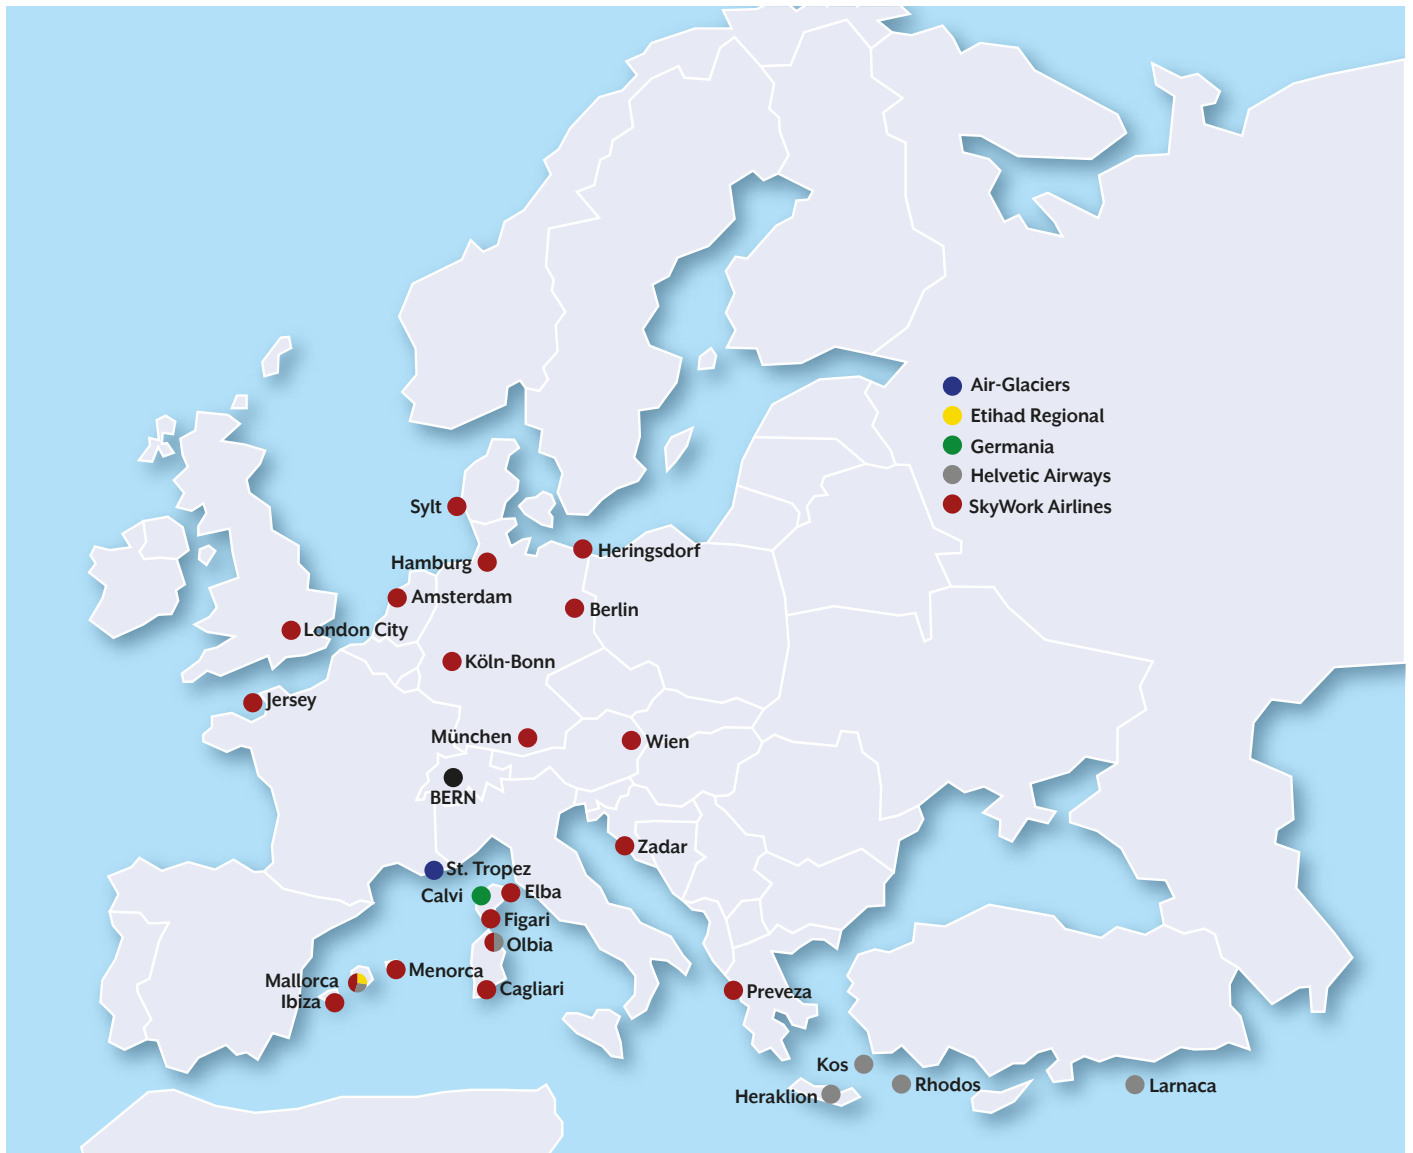 Air-Glaciers
Etihad Regional
Germania
Helvetic Airways
SkyWork Airlines
Sylt
Heringsdorf
Hamburg
Amsterdam
Berlin
London City
Köln-Bonn
Jersey
München
Wien
BERN
Zadar
St. Tropez
Calvi
Elba
Figari
Olbia
Menorca
Mallorca
Cagliari
Preveza
Ibiza
Kos
Rhodos
Larnaca
Heraklion